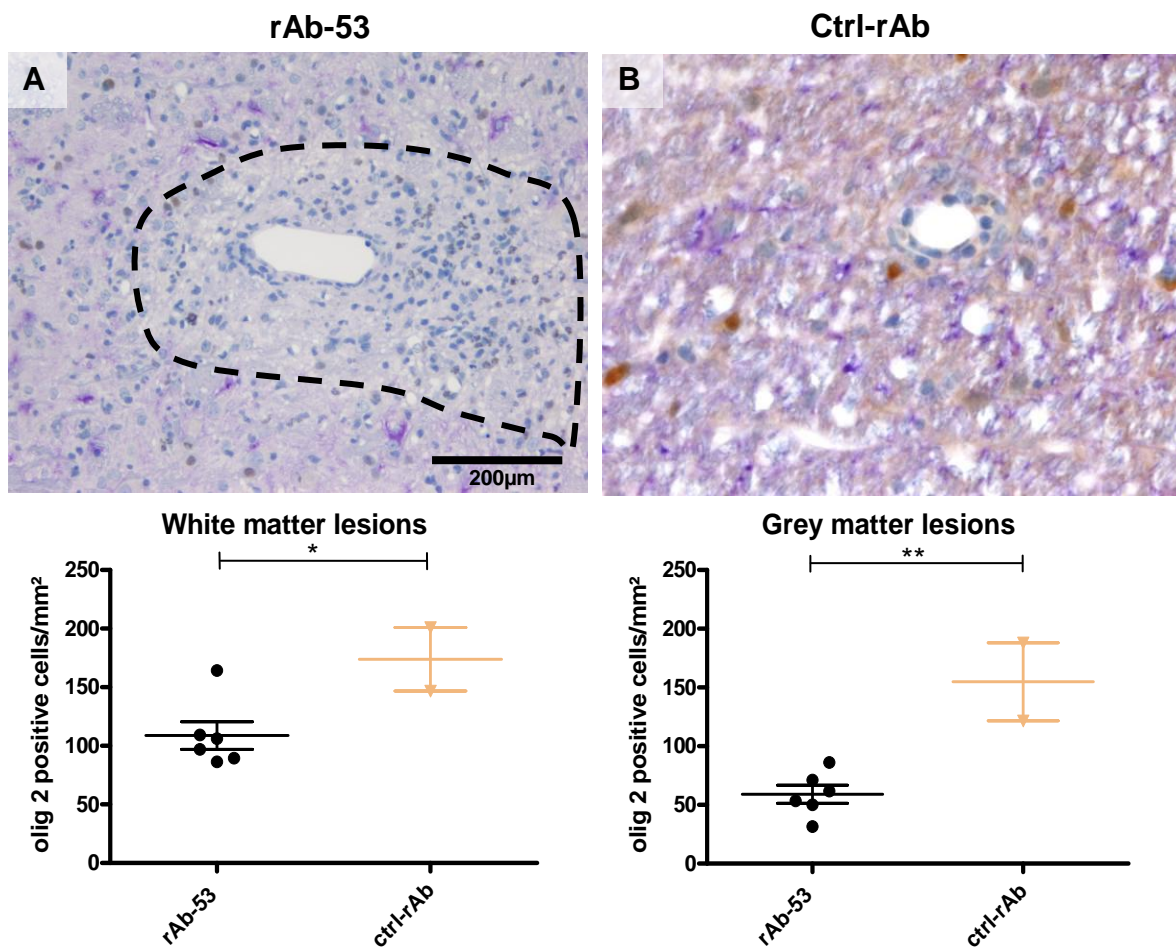 rAb-53
Ctrl-rAb
A
B
200µm
White matter lesions
*
250
200
150
100
50
0
olig 2 positive cells/mm²
rAb-53
ctrl-rAb
Grey matter lesions
**
250
200
150
100
50
0
olig 2 positive cells/mm²
rAb-53
ctrl-rAb